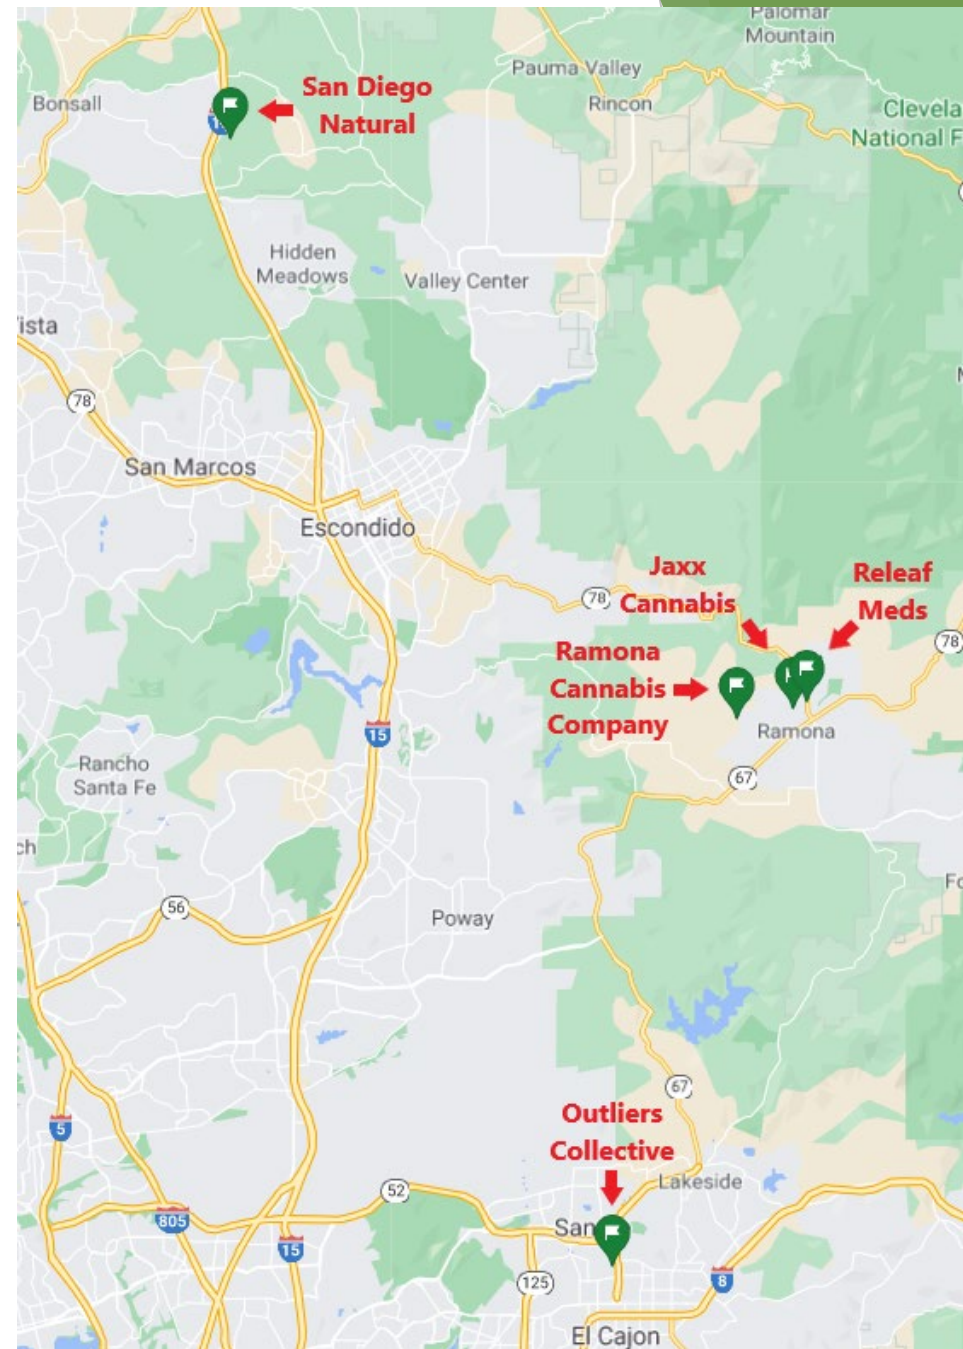 Palomar
Mountain
Pauma Valley
San Diego
Natural
Bonsall
Rincon
Clevela
National F
Hidden
Meadows
Valley Center
ista
78
San Marcos
Escondido
Jaxx
Cannabis
Releaf
Meds
78
78
Ramona
Cannabis
Company
Ramona
15
67
Rancho
Santa Fe
ch
Fo
56
Poway
67
5
Outliers
Collective
Lakeside
52
805
San
15
125
8
El Cajon